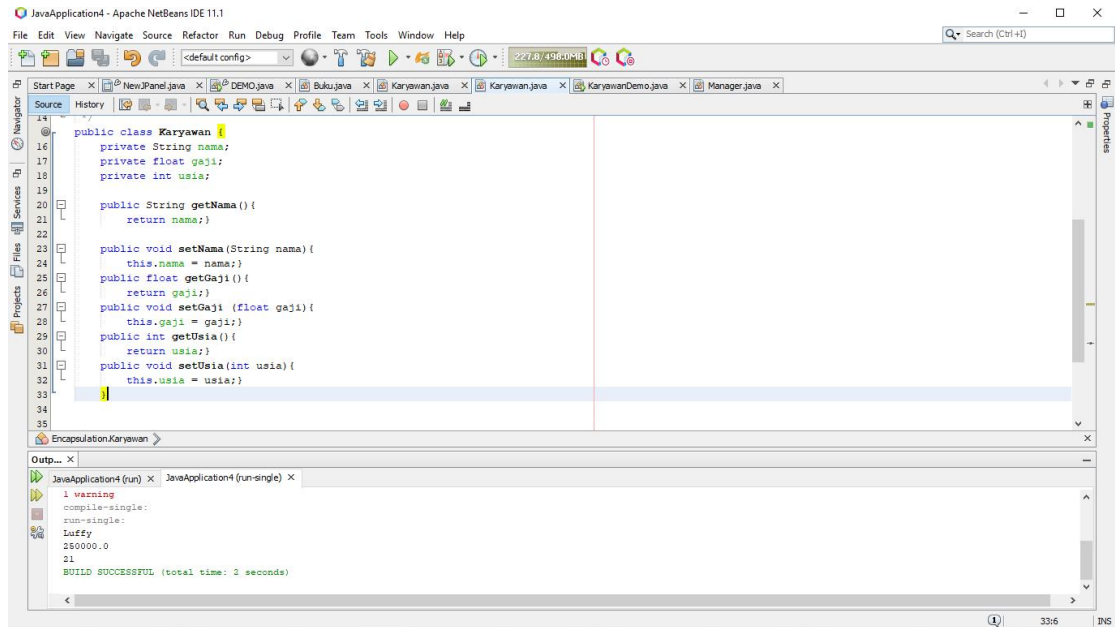 JavaApplication4 - Apache NetBeans IDE 11.1
File Edit View Navigate Source Refactor Run Debug Profile Team Tools Window Help
Search (Ctrl+I)
<default config>
227.8/498.0MB
Start Page NewJPanel.java DEMO.java Buku.java Karyawan.java Karyawan.java KaryawanDemo.java Manager.java
Source History
Navigator
Services
Files
Projects
Properties
14 */
public class Karyawan {
16 private String nama;
17 private float gaji;
18 private int usia;
19
20 public String getNama(){
21 return nama;}
22
23 public void setNama(String nama){
24 this.nama = nama;}
25 public float getGaji(){
26 return gaji;}
27 public void setGaji (float gaji){
28 this.gaji = gaji;}
29 public int getUsia(){
30 return usia;}
31 public void setUsia(int usia){
32 this.usia = usia;}
33 }
34
35
Encapsulation.Karyawan
Outp...
JavaApplication4 (run) JavaApplication4 (run-single)
1 warning
compile-single:
run-single:
Luffy
250000.0
21
BUILD SUCCESSFUL (total time: 2 seconds)
1 33:6 INS